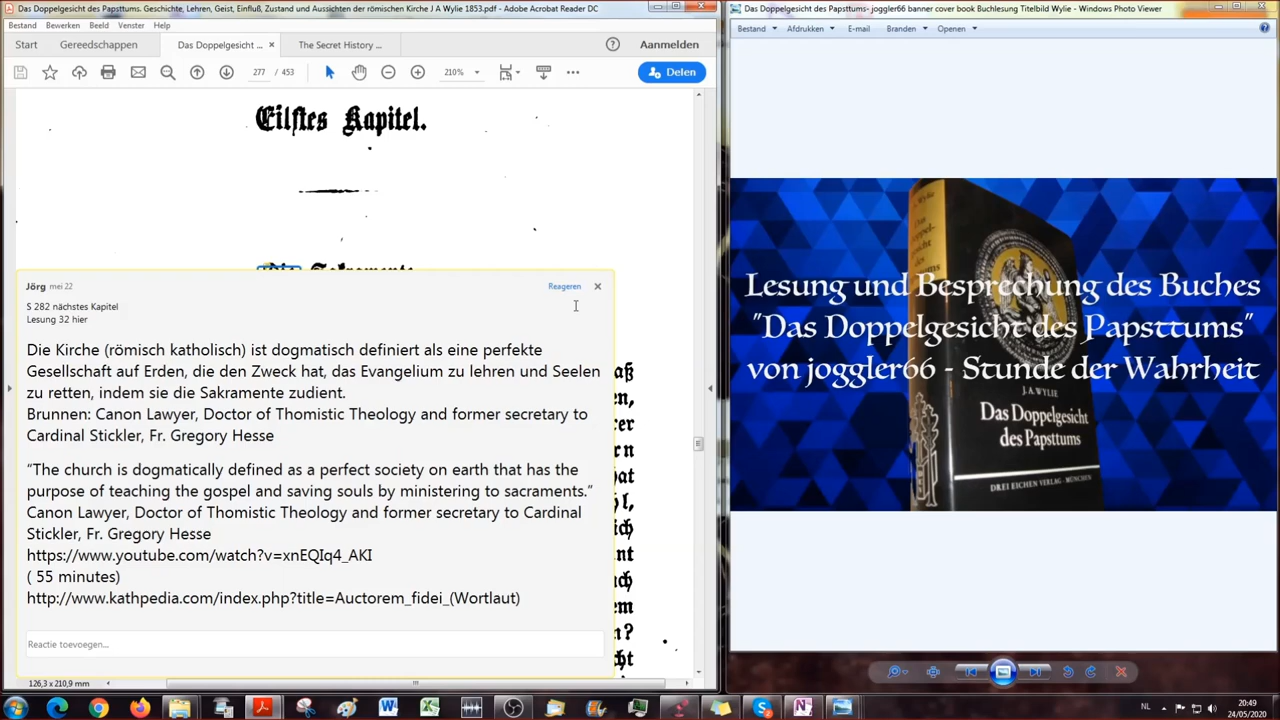 Das Doppelgesicht des Papsttums. Geschichte, Lehren, Geist, Einfluß, Zustand und Aussichten der römischen Kirche J A Wylie 1853.pdf - Adobe Acrobat Reader DC
Bestand Bewerken Beeld Venster Help
Start Gereedschappen Das Doppelgesicht ... × The Secret History ... Anmelden
277 / 453 210% Delen
Eilftes Kapitel.
Die Sakramente
Jörg mei 22 Reageren
S 282 nächstes Kapitel
Lesung 32 hier
Die Kirche (römisch katholisch) ist dogmatisch definiert als eine perfekte
Gesellschaft auf Erden, die den Zweck hat, das Evangelium zu lehren und Seelen
zu retten, indem sie die Sakramente zudient.
Brunnen: Canon Lawyer, Doctor of Thomistic Theology and former secretary to
Cardinal Stickler, Fr. Gregory Hesse
“The church is dogmatically defined as a perfect society on earth that has the
purpose of teaching the gospel and saving souls by ministering to sacraments.”
Canon Lawyer, Doctor of Thomistic Theology and former secretary to Cardinal
Stickler, Fr. Gregory Hesse
https://www.youtube.com/watch?v=xnEQIq4_AKI
( 55 minutes)
http://www.kathpedia.com/index.php?title=Auctorem_fidei_(Wortlaut)
Reactie toevoegen...
126,3 x 210,9 mm
Das Doppelgesicht des Papsttums- joggler66 banner cover book Buchlesung Titelbild Wylie - Windows Photo Viewer
Bestand Afdrukken E-mail Branden Openen
Lesung und Besprechung des Buches
"Das Doppelgesicht des Papsttums"
von joggler66 - Stunde der Wahrheit
J. A. WYLIE
Das Doppelgesicht
des Papsttums
DREI EICHEN VERLAG · MÜNCHEN
NL
20:49
24/05/2020